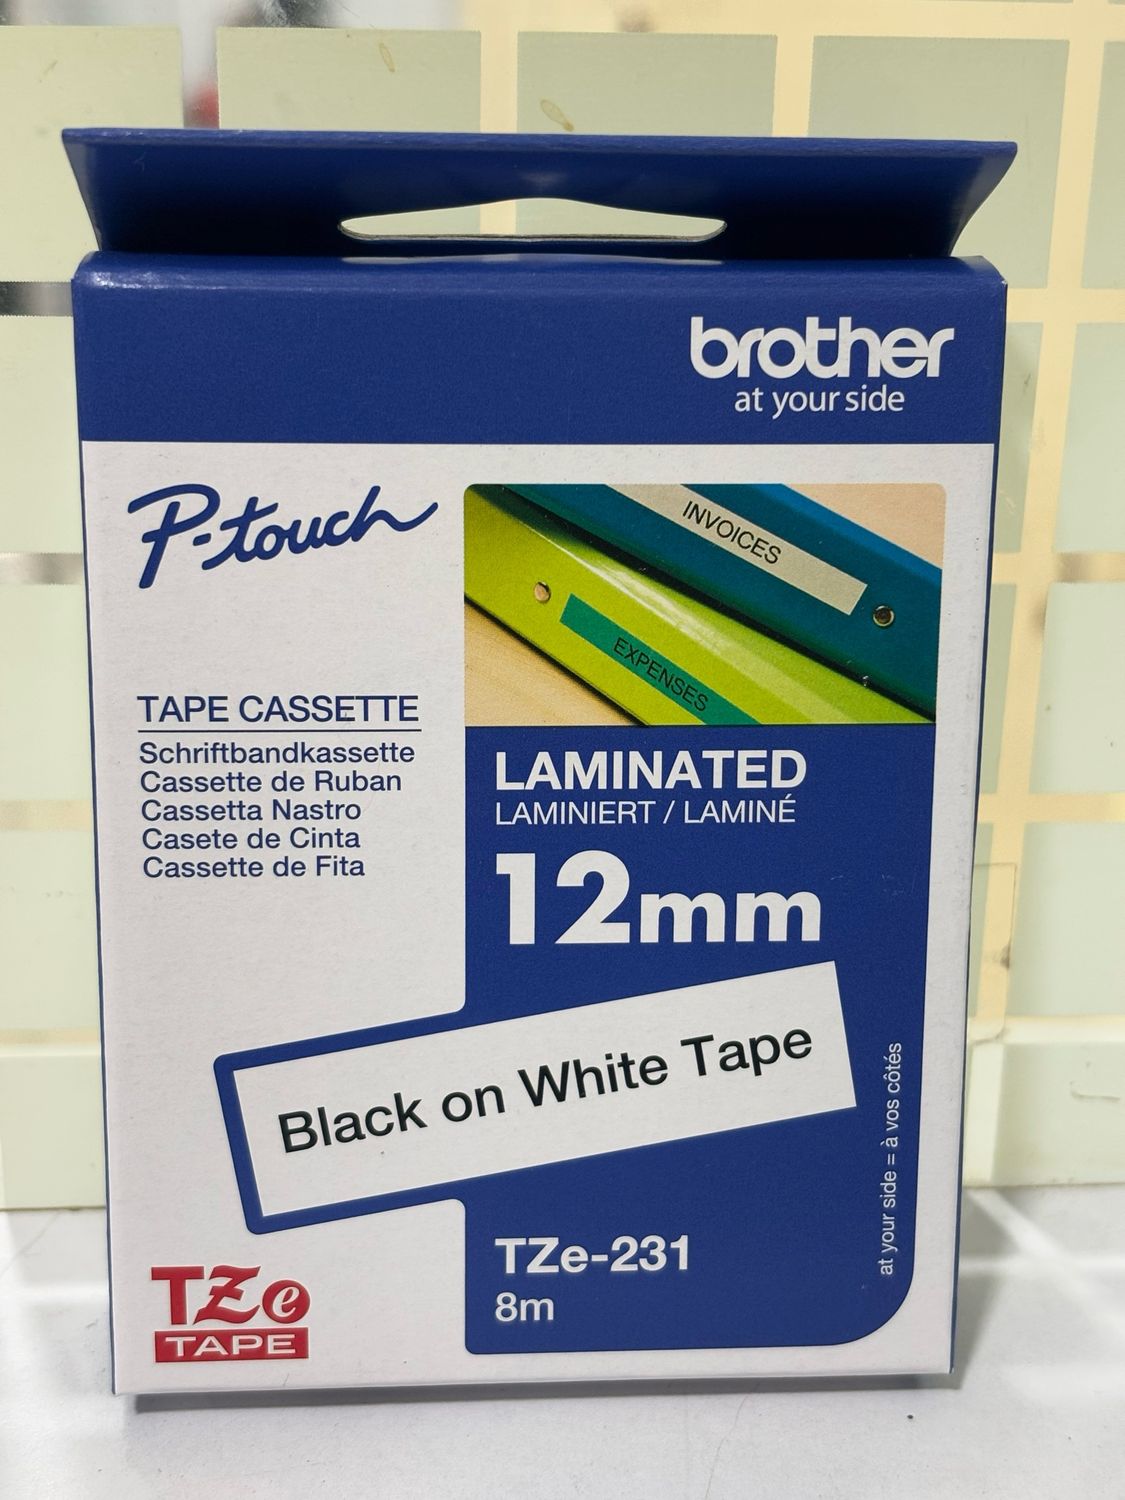 brother
at your side
P-touch
INVOICES
EXPENSES
TAPE CASSETTE
Schriftbandkassette
Cassette de Ruban
Cassetta Nastro
Casete de Cinta
Cassette de Fita
LAMINATED
LAMINIERT / LAMINÉ
12mm
Black on White Tape
at your side = à vos côtés
TZe-231
8m
TZe
TAPE